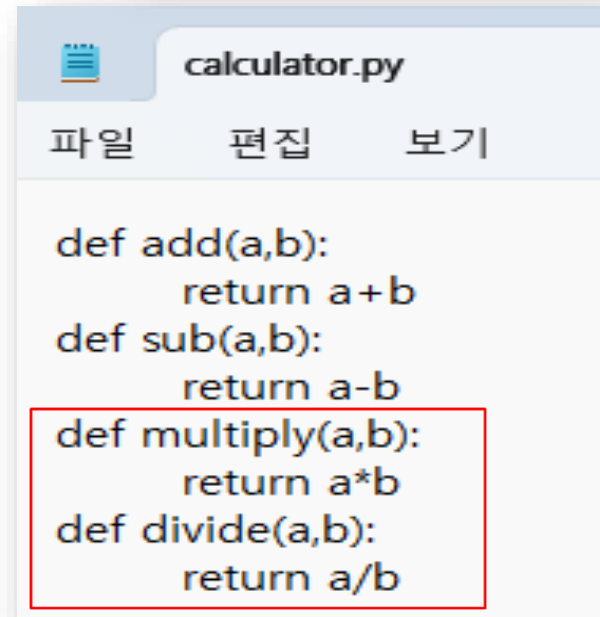 calculator.py
파일 편집 보기
def add(a,b):
return a+b
def sub(a,b):
return a-b
def multiply(a,b):
return a*b
def divide(a,b):
return a/b